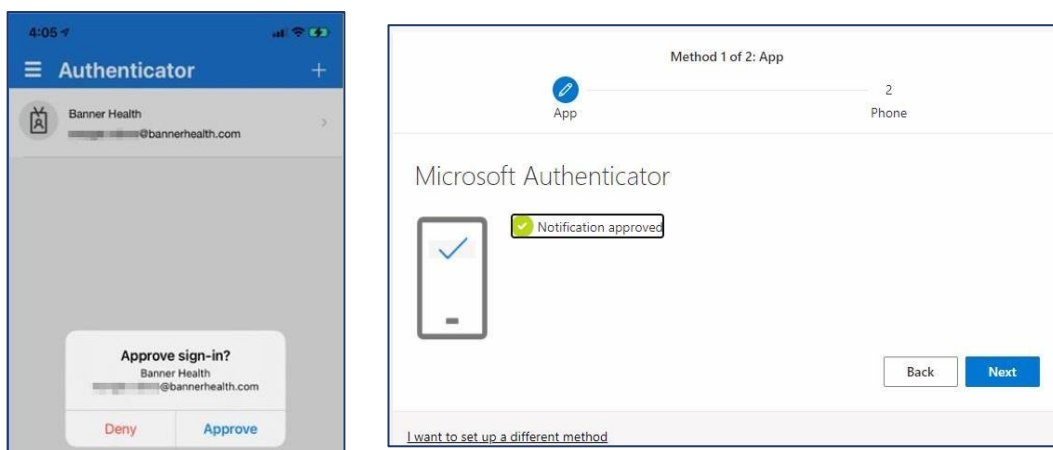 4:05
Authenticator
Banner Health
@bannerhealth.com
Approve sign-in?
Banner Health
@bannerhealth.com
Deny Approve
Method 1 of 2: App
2
App Phone
Microsoft Authenticator
Notification approved
Back Next
I want to set up a different method